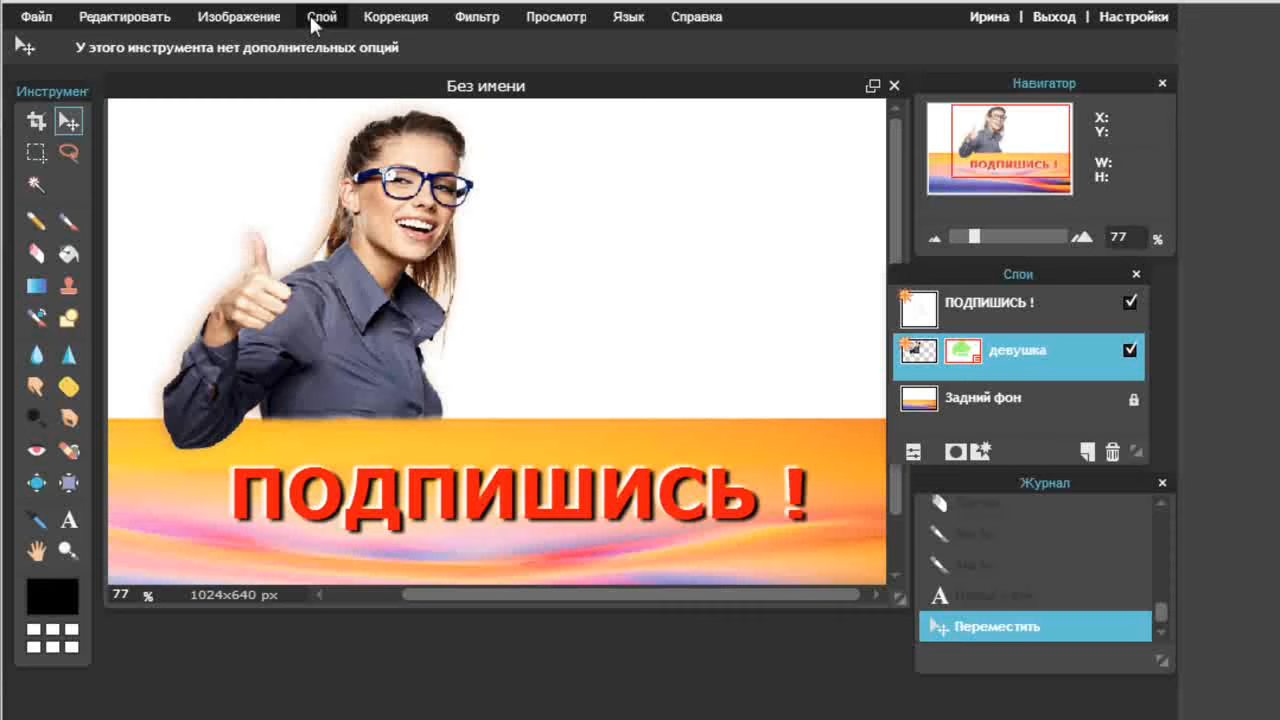 Файл Редактировать Изображение Слой Коррекция Фильтр Просмотр Язык Справка Ирина | Выход | Настройки
У этого инструмента нет дополнительных опций
Инструмен
Без имени
ПОДПИШИСЬ !
77 % 1024x640 px
Навигатор
ПОДПИШИСЬ !
X:
Y:
W:
H:
77 %
Слои
ПОДПИШИСЬ !
девушка
Задний фон
Журнал
Переместить